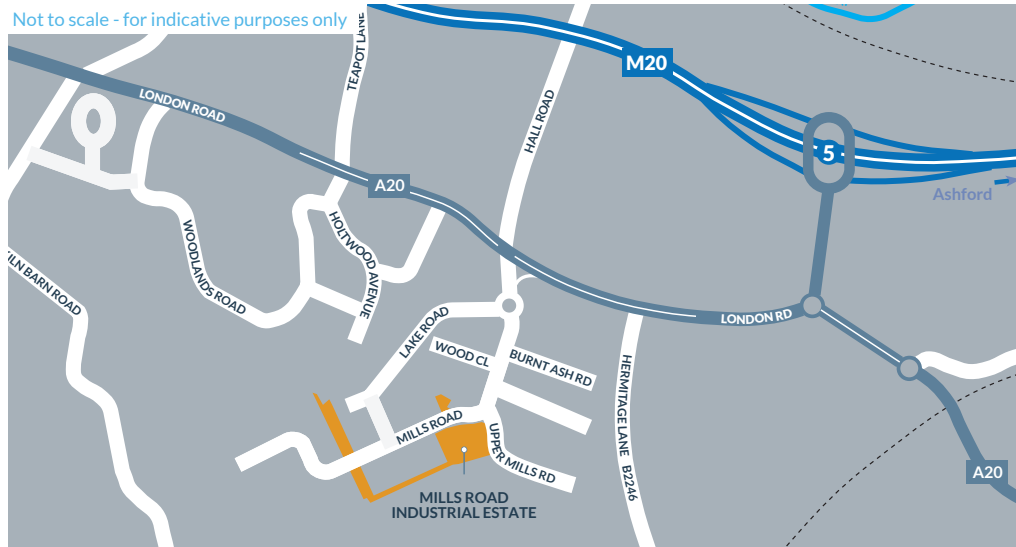 Not to scale - for indicative purposes only
TEAPOT LANE
M20
HALL ROAD
LONDON ROAD
5
A20
Ashford
HOLTWOOD AVENUE
WOODLANDS ROAD
BARN ROAD
LAKE ROAD
LONDON RD
WOOD CL
BURNT ASH RD
HERMITAGE LANE B2246
MILLS ROAD
UPPER MILLS RD
A20
MILLS ROAD
INDUSTRIAL ESTATE